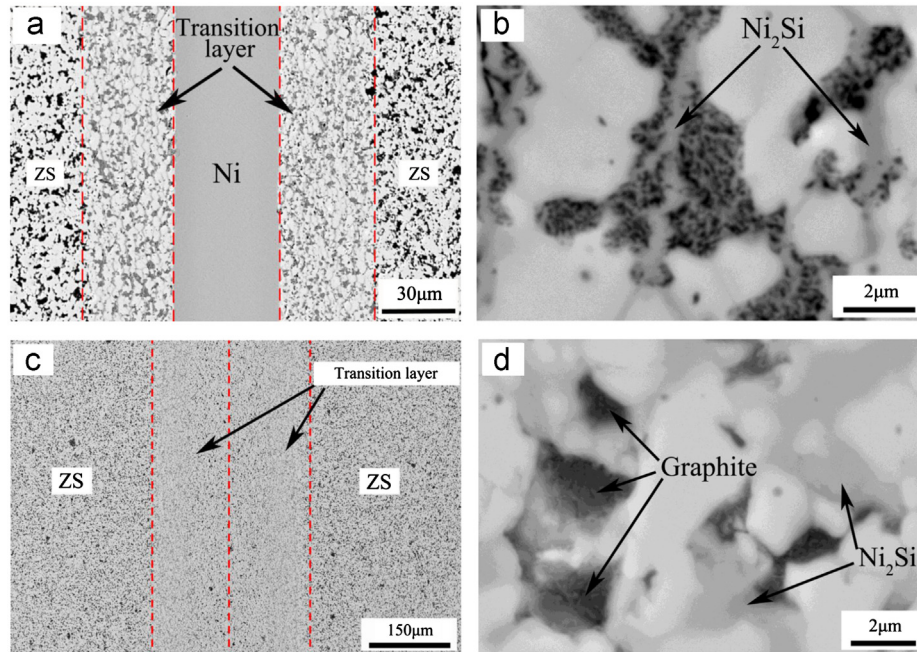 a
Transition
layer
ZS
Ni
ZS
30μm
b
Ni₂Si
2μm
c
Transition layer
ZS
ZS
150μm
d
Graphite
Ni₂Si
2μm